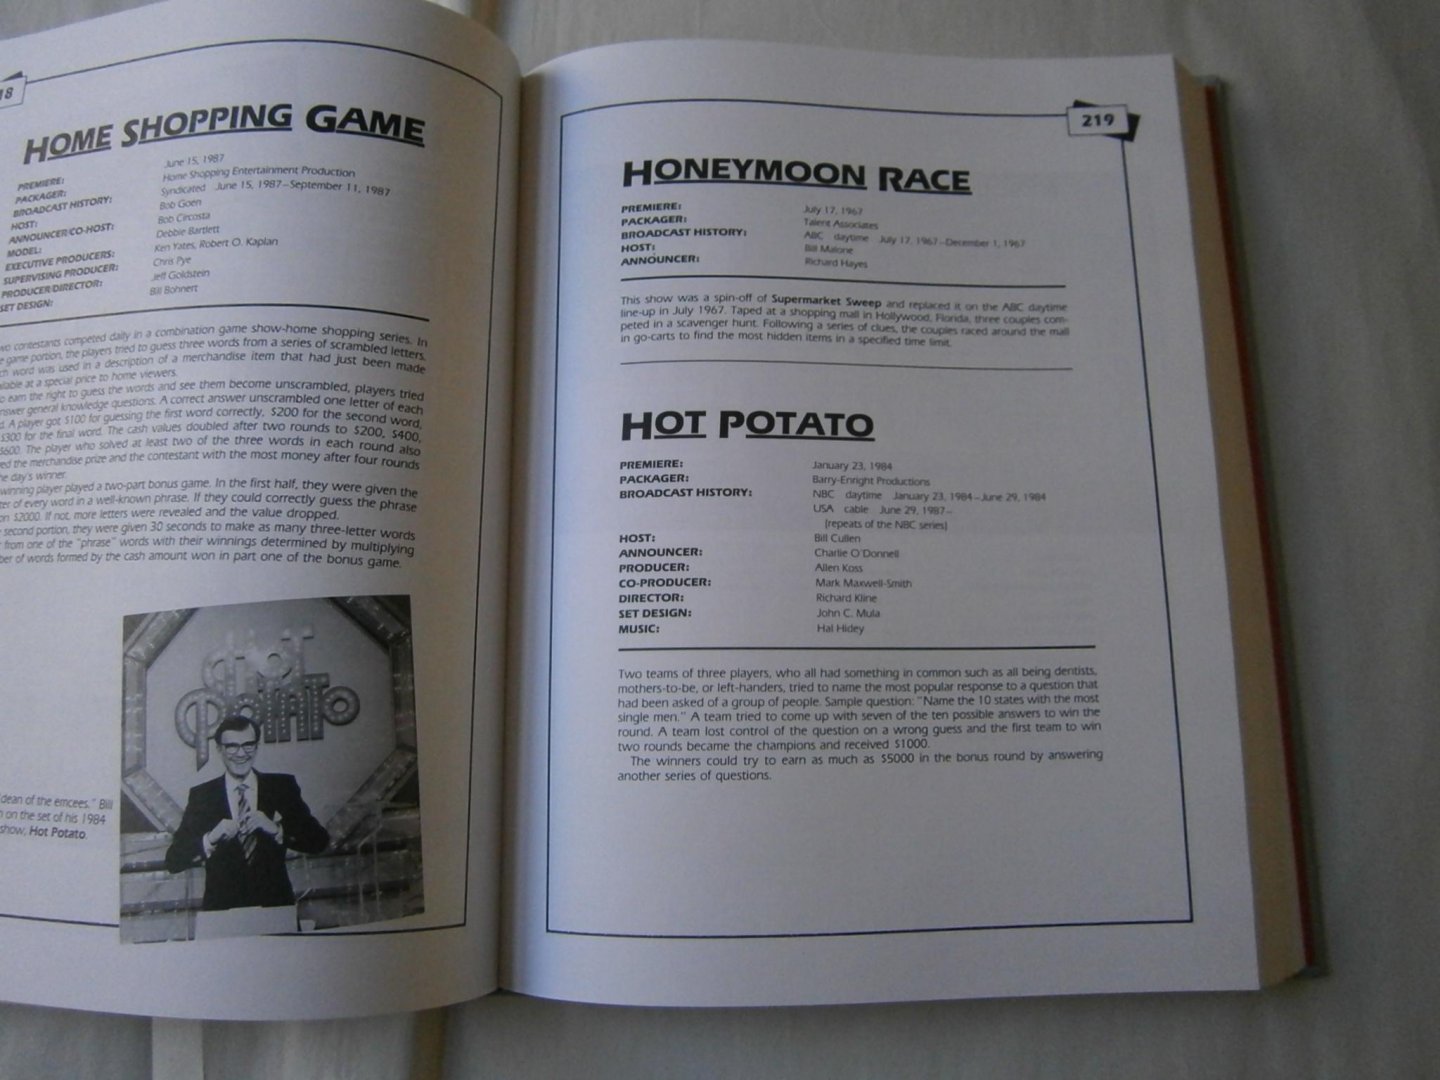 18
HOME SHOPPING GAME
PREMIERE: June 15, 1987
PACKAGER: Home Shopping Entertainment Production
BROADCAST HISTORY: Syndicated June 15, 1987–September 11, 1987
HOST: Bob Goen
ANNOUNCER/CO-HOST: Bob Circosta
MODEL: Debbie Bartlett
EXECUTIVE PRODUCERS: Ken Yates, Robert O. Kaplan
SUPERVISING PRODUCER: Chris Pye
PRODUCER/DIRECTOR: Jeff Goldstein
SET DESIGN: Bill Bohnert
wo contestants competed daily in a combination game show-home shopping series. In
e game portion, the players tried to guess three words from a series of scrambled letters.
ch word was used in a description of a merchandise item that had just been made
ilable at a special price to home viewers.
o earn the right to guess the words and see them become unscrambled, players tried
nswer general knowledge questions. A correct answer unscrambled one letter of each
d. A player got $100 for guessing the first word correctly, $200 for the second word,
$300 for the final word. The cash values doubled after two rounds to $200, $400,
$600. The player who solved at least two of the three words in each round also
ed the merchandise prize and the contestant with the most money after four rounds
he day's winner.
winning player played a two-part bonus game. In the first half, they were given the
ter of every word in a well-known phrase. If they could correctly guess the phrase
on $2000. If not, more letters were revealed and the value dropped.
second portion, they were given 30 seconds to make as many three-letter words
from one of the "phrase" words with their winnings determined by multiplying
ber of words formed by the cash amount won in part one of the bonus game.
HOT
POTATO
dean of the emcees." Bill
n on the set of his 1984
show, Hot Potato.
219
HONEYMOON RACE
PREMIERE: July 17, 1967
PACKAGER: Talent Associates
BROADCAST HISTORY: ABC daytime July 17, 1967–December 1, 1967
HOST: Bill Malone
ANNOUNCER: Richard Hayes
This show was a spin-off of Supermarket Sweep and replaced it on the ABC daytime
line-up in July 1967. Taped at a shopping mall in Hollywood, Florida, three couples com-
peted in a scavenger hunt. Following a series of clues, the couples raced around the mall
in go-carts to find the most hidden items in a specified time limit.
HOT POTATO
PREMIERE: January 23, 1984
PACKAGER: Barry-Enright Productions
BROADCAST HISTORY: NBC daytime January 23, 1984–June 29, 1984
USA cable June 29, 1987–
(repeats of the NBC series)
HOST: Bill Cullen
ANNOUNCER: Charlie O'Donnell
PRODUCER: Allen Koss
CO-PRODUCER: Mark Maxwell-Smith
DIRECTOR: Richard Kline
SET DESIGN: John C. Mula
MUSIC: Hal Hidey
Two teams of three players, who all had something in common such as all being dentists,
mothers-to-be, or left-handers, tried to name the most popular response to a question that
had been asked of a group of people. Sample question: "Name the 10 states with the most
single men." A team tried to come up with seven of the ten possible answers to win the
round. A team lost control of the question on a wrong guess and the first team to win
two rounds became the champions and received $1000.
The winners could try to earn as much as $5000 in the bonus round by answering
another series of questions.